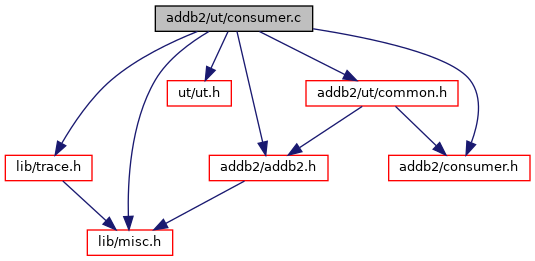 addb2/ut/consumer.c
ut/ut.h
addb2/ut/common.h
lib/trace.h
addb2/addb2.h
addb2/consumer.h
lib/misc.h